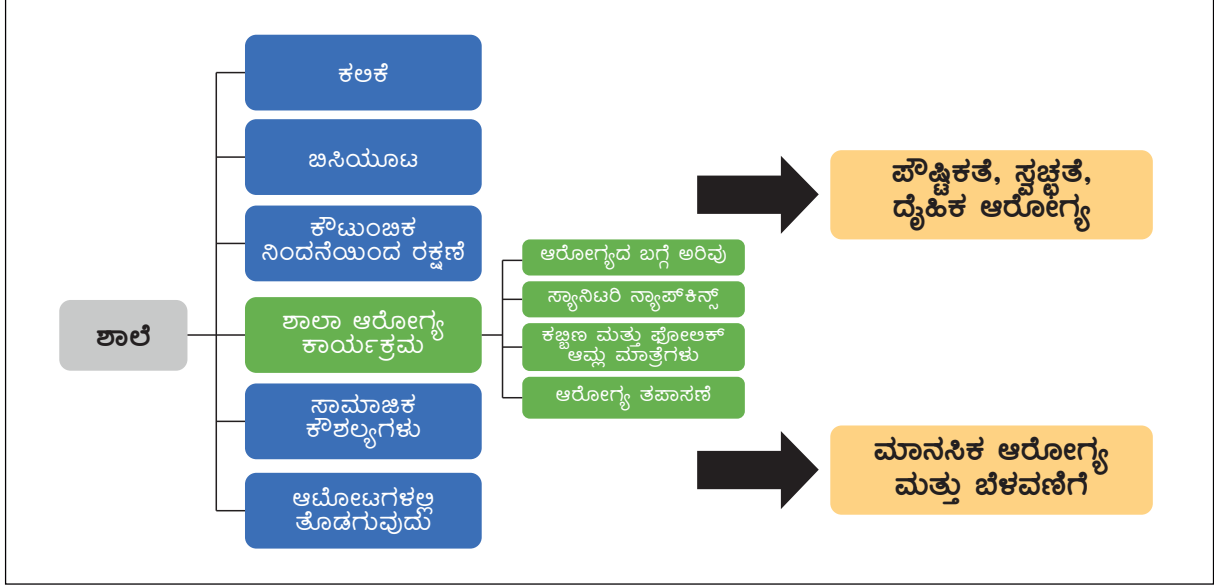 ಶಾಲೆ
ಕಲಿಕೆ
ಬಿಸಿಯೂಟ
ಕೌಟುಂಬಿಕ
ನಿಂದನೆಯಿಂದ ರಕ್ಷಣೆ
ಶಾಲಾ ಆರೋಗ್ಯ
ಕಾರ್ಯಕ್ರಮ
ಸಾಮಾಜಿಕ
ಕೌಶಲ್ಯಗಳು
ಆಟೋಟಗಳಲ್ಲಿ
ತೊಡಗುವುದು
ಆರೋಗ್ಯದ ಬಗ್ಗೆ ಅರಿವು
ಸ್ಯಾನಿಟರಿ ನ್ಯಾಪ್‌ಕಿನ್ಸ್
ಕಬ್ಬಿಣ ಮತ್ತು ಫೋಲಿಕ್
ಆಮ್ಲ ಮಾತ್ರೆಗಳು
ಆರೋಗ್ಯ ತಪಾಸಣೆ
ಪೌಷ್ಟಿಕತೆ, ಸ್ವಚ್ಛತೆ,
ದೈಹಿಕ ಆರೋಗ್ಯ
ಮಾನಸಿಕ ಆರೋಗ್ಯ
ಮತ್ತು ಬೆಳವಣಿಗೆ